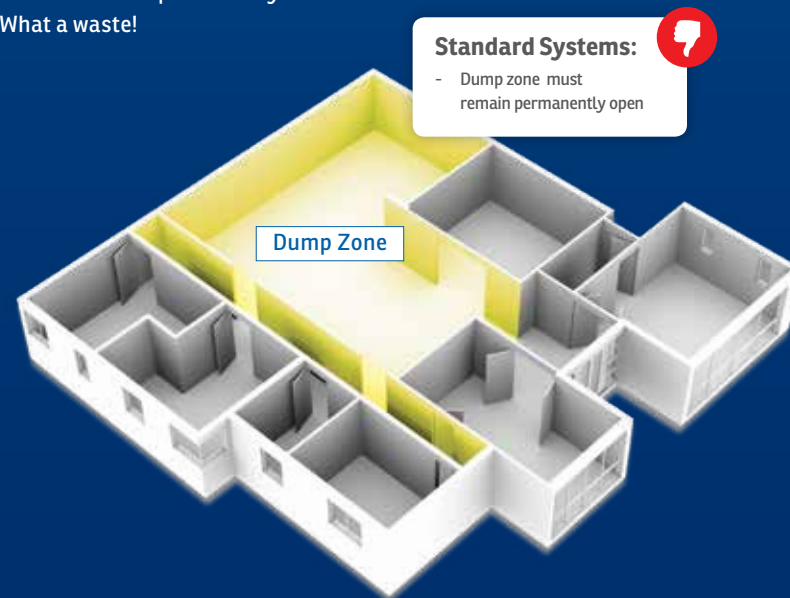 What a waste!
Standard Systems:
- Dump zone must
remain permanently open
Dump Zone